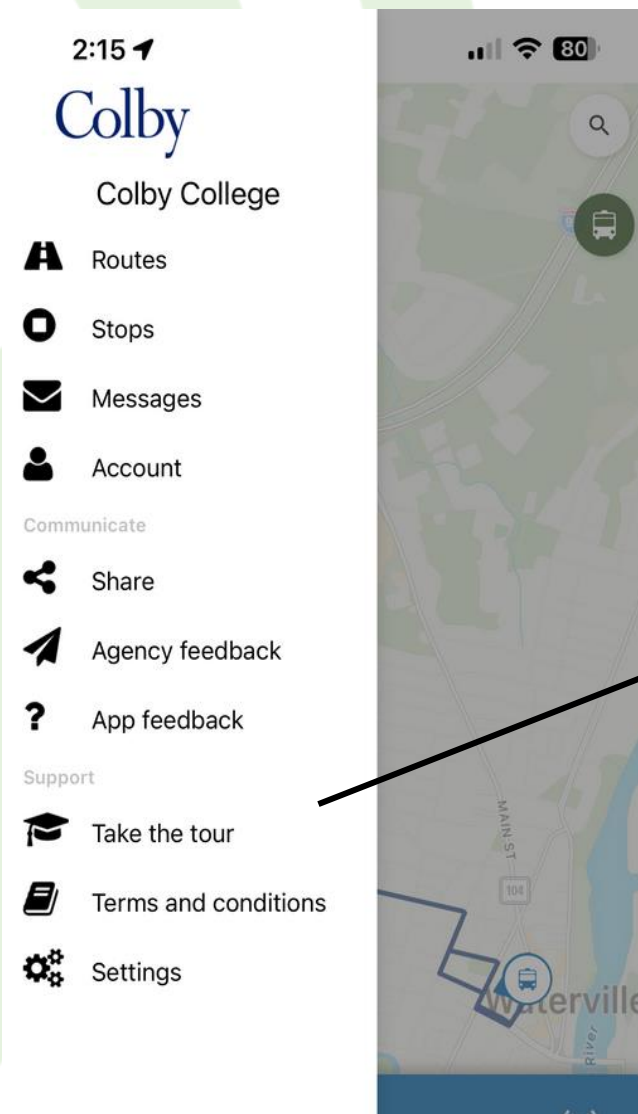 2:15
80
Colby
Colby College
Routes
Stops
Messages
Account
Communicate
Share
Agency feedback
App feedback
Support
Take the tour
Terms and conditions
Settings
MAIN ST
104
Waterville
River